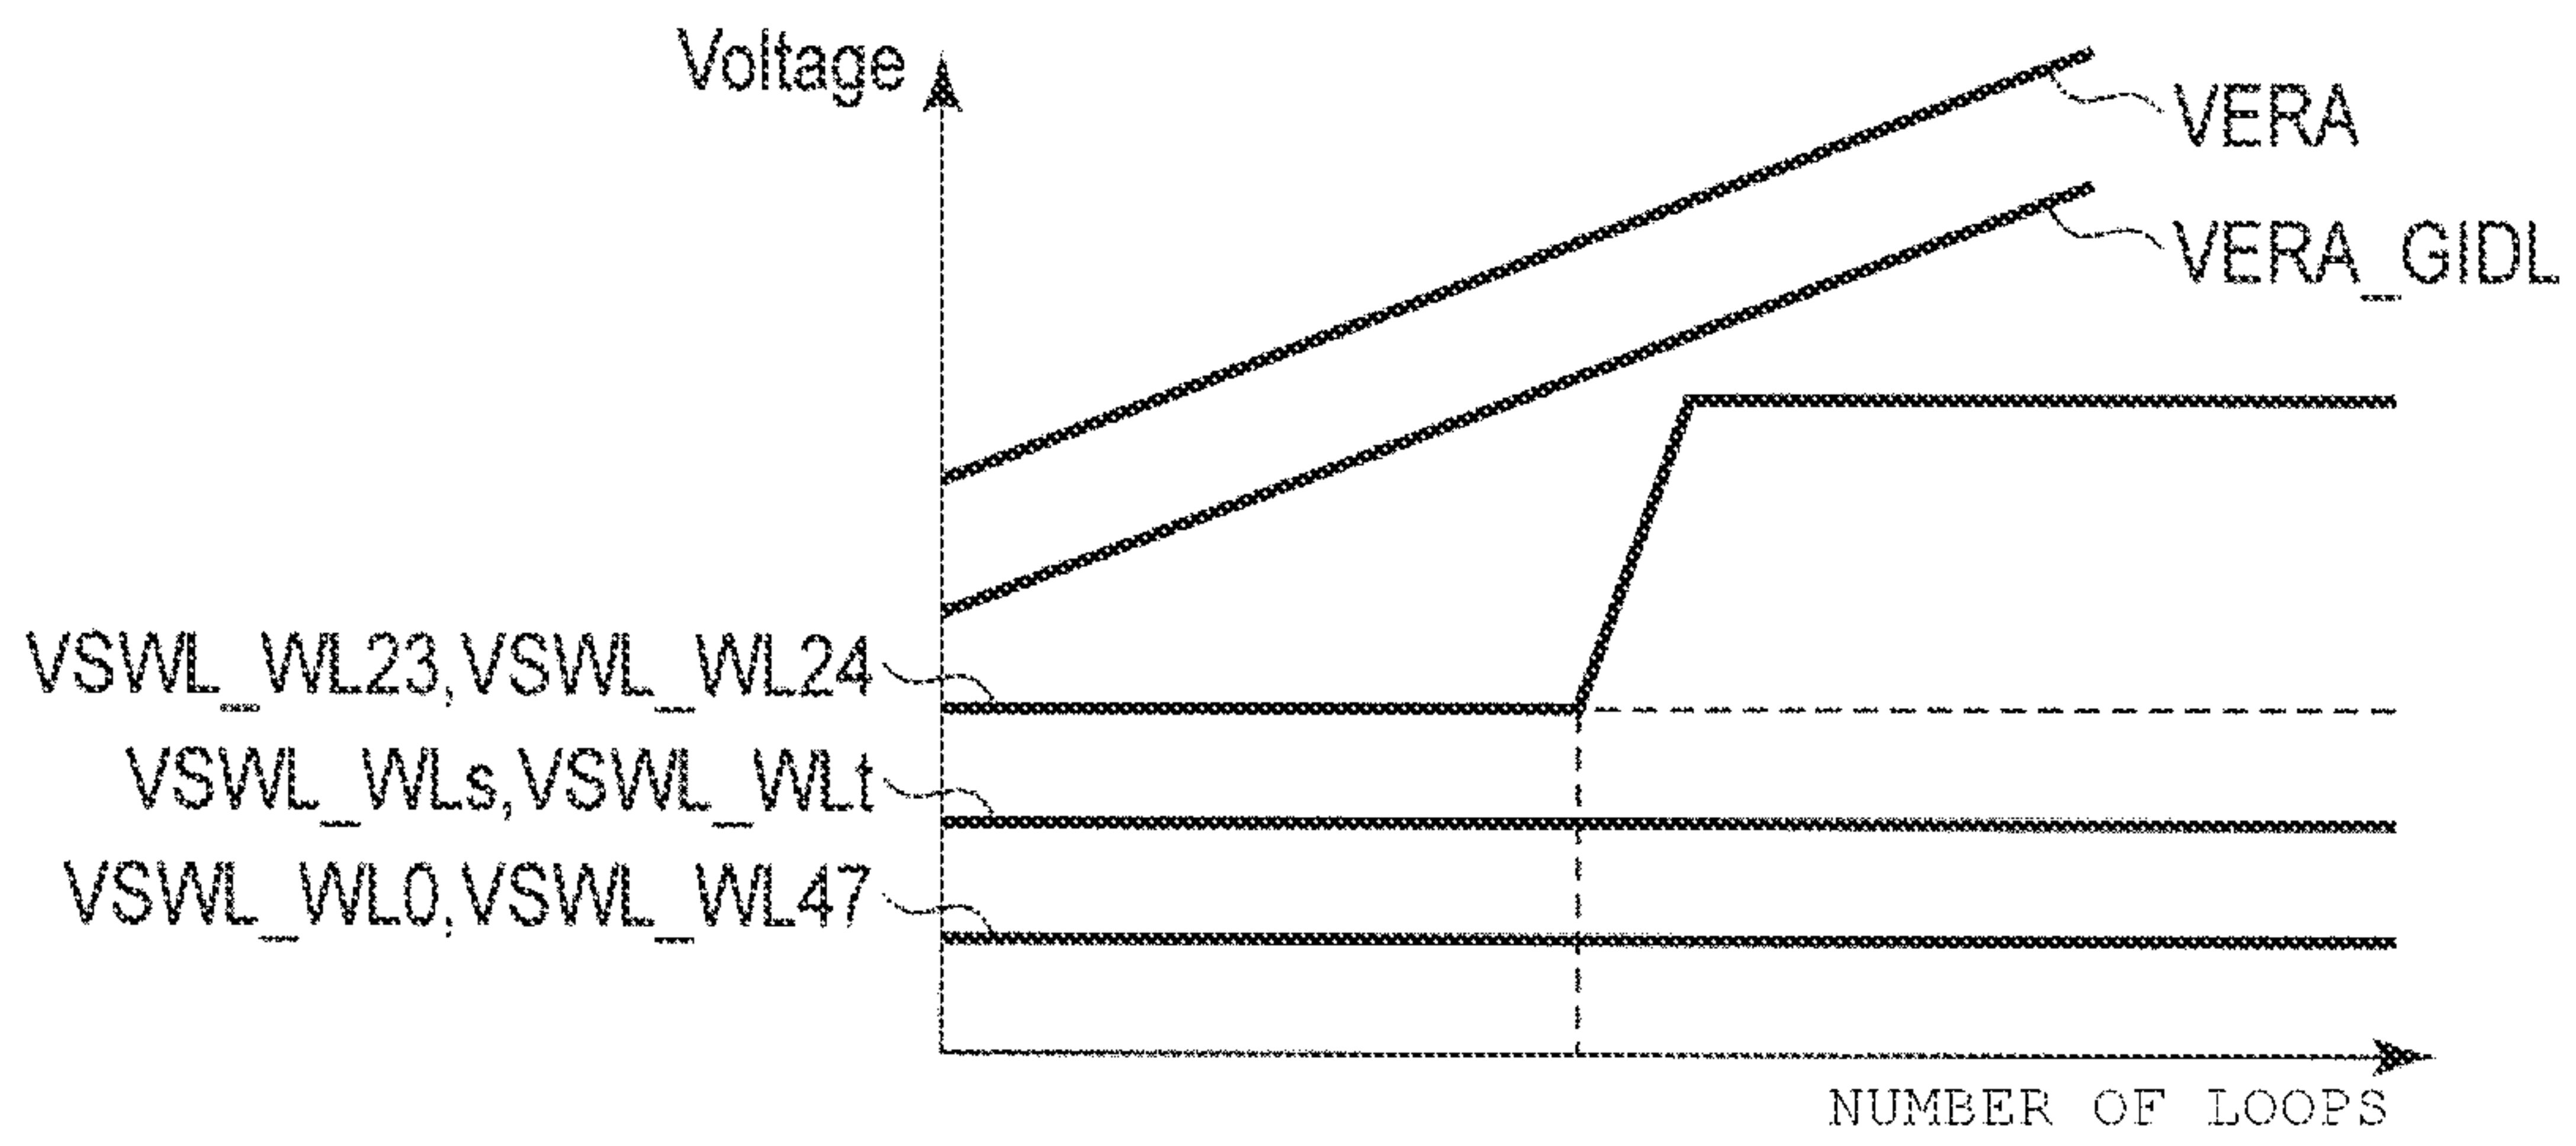 Voltage
VERA
VERA_GIDL
VSWL_WL23,VSWL_WL24
VSWL_WLs,VSWL_WLt
VSWL_WL0,VSWL_WL47
NUMBER OF LOOPS